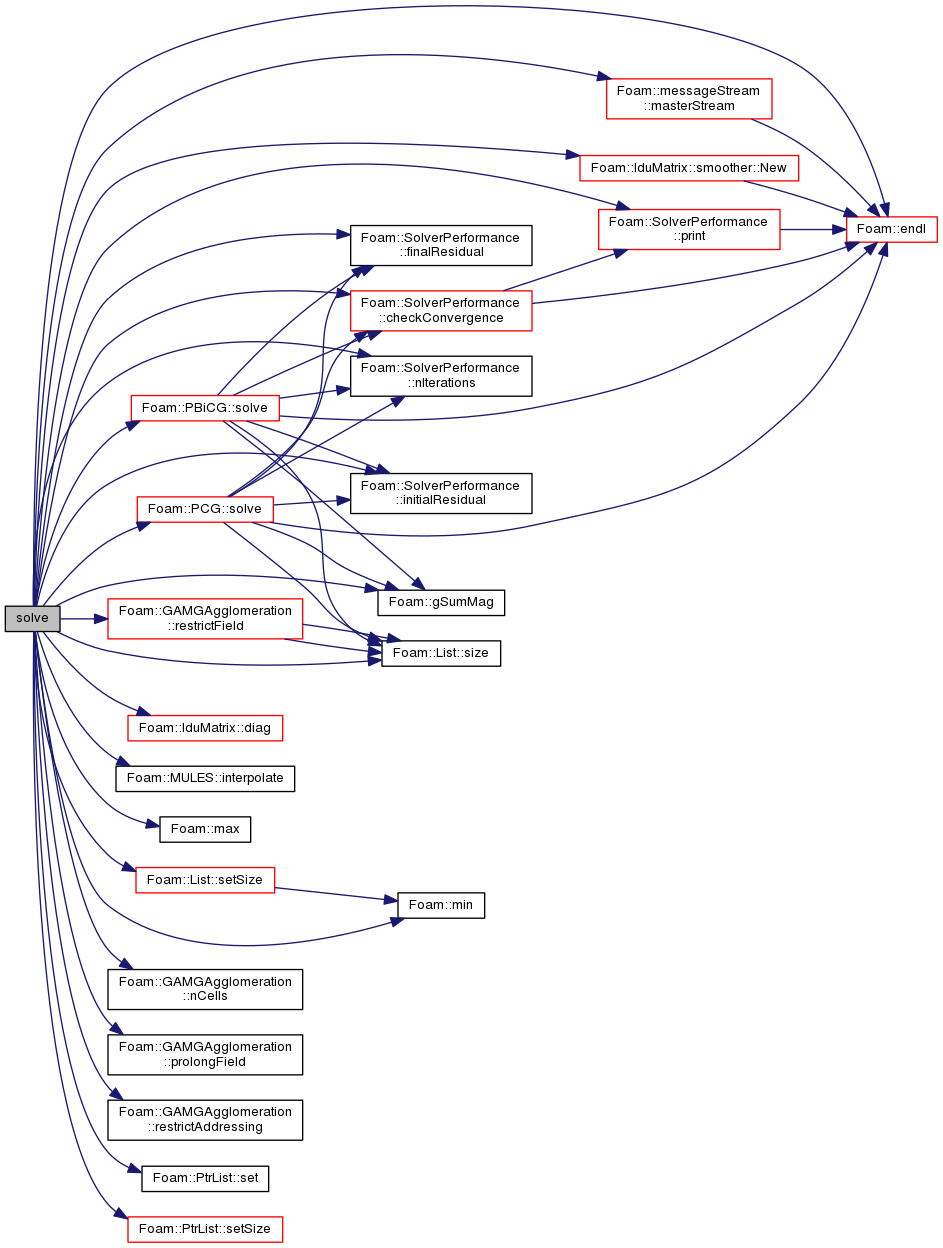 Foam::messageStream
::masterStream
Foam::lduMatrix::smoother::New
Foam::SolverPerformance
::print
Foam::endl
Foam::SolverPerformance
::finalResidual
Foam::SolverPerformance
::checkConvergence
Foam::SolverPerformance
::nIterations
Foam::PBiCG::solve
Foam::SolverPerformance
::initialResidual
Foam::PCG::solve
Foam::gSumMag
solve
Foam::GAMGAgglomeration
::restrictField
Foam::List::size
Foam::lduMatrix::diag
Foam::MULES::interpolate
Foam::max
Foam::List::setSize
Foam::min
Foam::GAMGAgglomeration
::nCells
Foam::GAMGAgglomeration
::prolongField
Foam::GAMGAgglomeration
::restrictAddressing
Foam::PtrList::set
Foam::PtrList::setSize